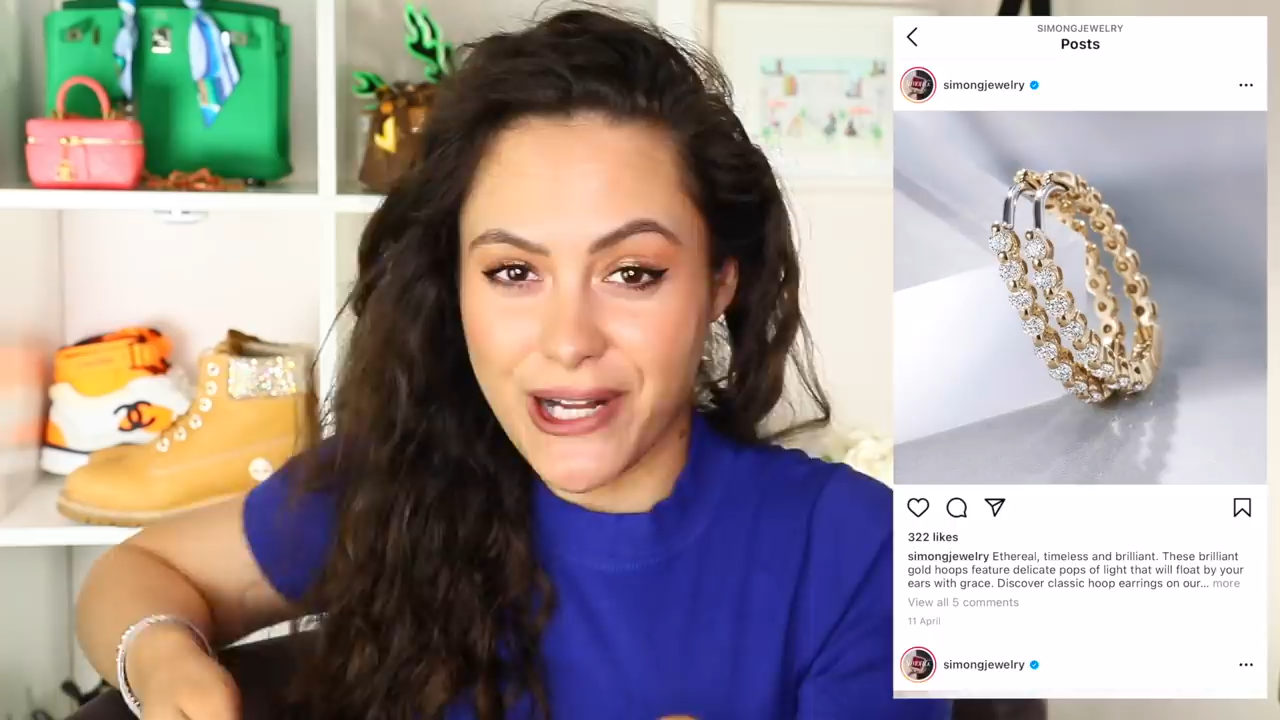 SIMONGJEWELRY
Posts
simongjewelry
322 likes
simongjewelry Ethereal, timeless and brilliant. These brilliant
gold hoops feature delicate pops of light that will float by your
ears with grace. Discover classic hoop earrings on our... more
View all 5 comments
11 April
simongjewelry